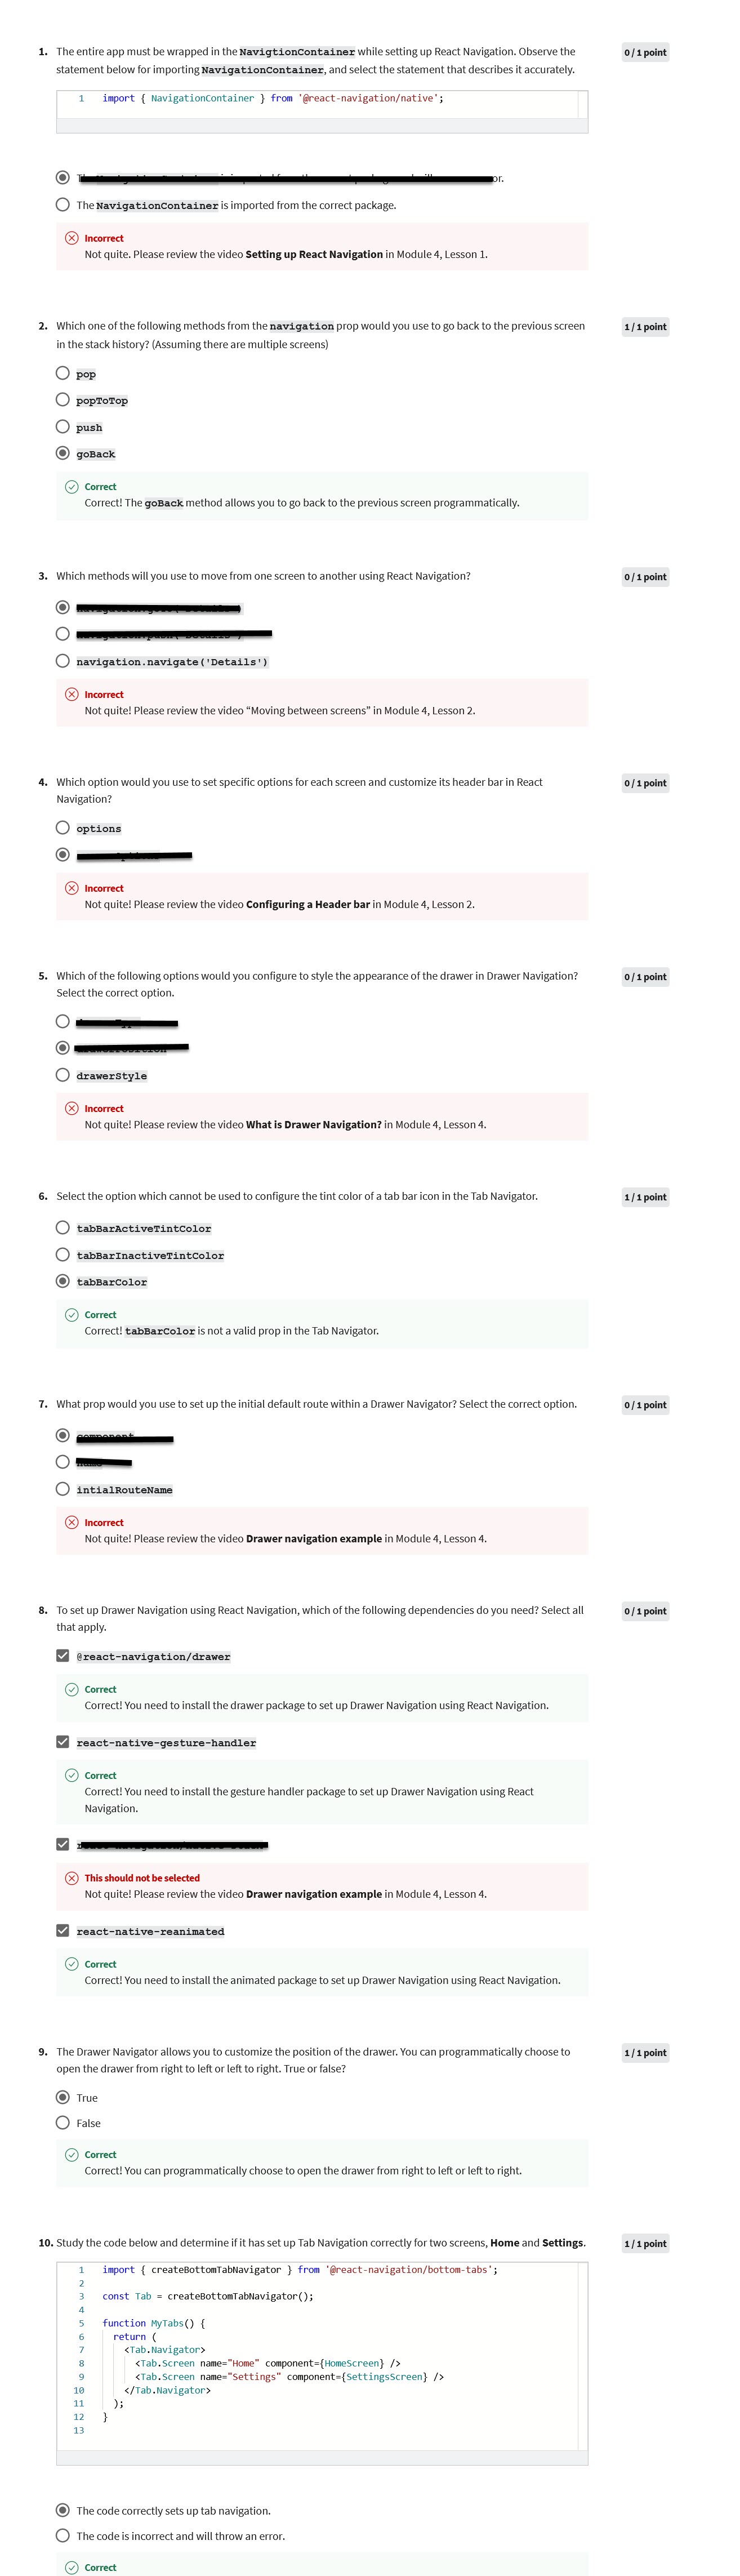 1. The entire app must be wrapped in the NavigtionContainer while setting up React Navigation. Observe the
0 / 1 point
statement below for importing NavigationContainer, and select the statement that describes it accurately.
1 import { NavigationContainer } from '@react-navigation/native';
or.
The NavigationContainer is imported from the correct package.
Incorrect
Not quite. Please review the video Setting up React Navigation in Module 4, Lesson 1.
2. Which one of the following methods from the navigation prop would you use to go back to the previous screen
1 / 1 point
in the stack history? (Assuming there are multiple screens)
pop
popToTop
push
goBack
Correct
Correct! The goBack method allows you to go back to the previous screen programmatically.
3. Which methods will you use to move from one screen to another using React Navigation?
0 / 1 point
navigation.navigate('Details')
Incorrect
Not quite! Please review the video “Moving between screens” in Module 4, Lesson 2.
4. Which option would you use to set specific options for each screen and customize its header bar in React
0 / 1 point
Navigation?
options
Incorrect
Not quite! Please review the video Configuring a Header bar in Module 4, Lesson 2.
5. Which of the following options would you configure to style the appearance of the drawer in Drawer Navigation?
0 / 1 point
Select the correct option.
drawerStyle
Incorrect
Not quite! Please review the video What is Drawer Navigation? in Module 4, Lesson 4.
6. Select the option which cannot be used to configure the tint color of a tab bar icon in the Tab Navigator.
1 / 1 point
tabBarActiveTintColor
tabBarInactiveTintColor
tabBarColor
Correct
Correct! tabBarColor is not a valid prop in the Tab Navigator.
7. What prop would you use to set up the initial default route within a Drawer Navigator? Select the correct option.
0 / 1 point
intialRouteName
Incorrect
Not quite! Please review the video Drawer navigation example in Module 4, Lesson 4.
8. To set up Drawer Navigation using React Navigation, which of the following dependencies do you need? Select all
0 / 1 point
that apply.
@react-navigation/drawer
Correct
Correct! You need to install the drawer package to set up Drawer Navigation using React Navigation.
react-native-gesture-handler
Correct
Correct! You need to install the gesture handler package to set up Drawer Navigation using React
Navigation.
This should not be selected
Not quite! Please review the video Drawer navigation example in Module 4, Lesson 4.
react-native-reanimated
Correct
Correct! You need to install the animated package to set up Drawer Navigation using React Navigation.
9. The Drawer Navigator allows you to customize the position of the drawer. You can programmatically choose to
1 / 1 point
open the drawer from right to left or left to right. True or false?
True
False
Correct
Correct! You can programmatically choose to open the drawer from right to left or left to right.
10. Study the code below and determine if it has set up Tab Navigation correctly for two screens, Home and Settings.
1 / 1 point
1 import { createBottomTabNavigator } from '@react-navigation/bottom-tabs';
2
3 const Tab = createBottomTabNavigator();
4
5 function MyTabs() {
6 return (
7 <Tab.Navigator>
8 <Tab.Screen name="Home" component={HomeScreen} />
9 <Tab.Screen name="Settings" component={SettingsScreen} />
10 </Tab.Navigator>
11 );
12 }
13
The code correctly sets up tab navigation.
The code is incorrect and will throw an error.
Correct